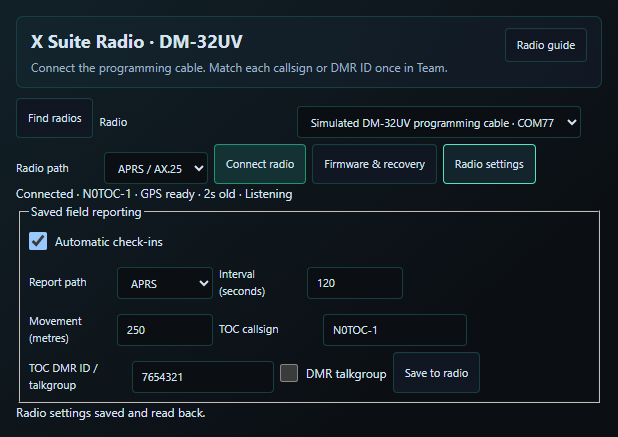 X Suite Radio · DM-32UV
Connect the programming cable. Match each callsign or DMR ID once in Team.
Radio guide
Find radios
Radio
Simulated DM-32UV programming cable · COM77
Radio path
APRS / AX.25
Connect radio
Firmware & recovery
Radio settings
Connected · N0TOC-1 · GPS ready · 2s old · Listening
Saved field reporting
Automatic check-ins
Report path
APRS
Interval
(seconds)
120
Movement
(metres)
250
TOC callsign
N0TOC-1
TOC DMR ID /
talkgroup
7654321
DMR talkgroup
Save to radio
Radio settings saved and read back.